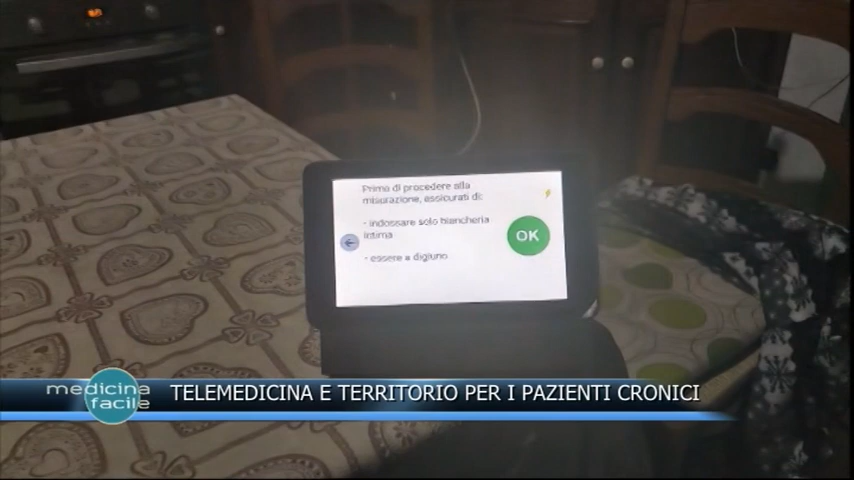 Prima di procedere alla
misurazione, assicurati di:
- indossare solo biancheria
intima
- essere a digiuno
OK
medicina
facile
TELEMEDICINA E TERRITORIO PER I PAZIENTI CRONICI